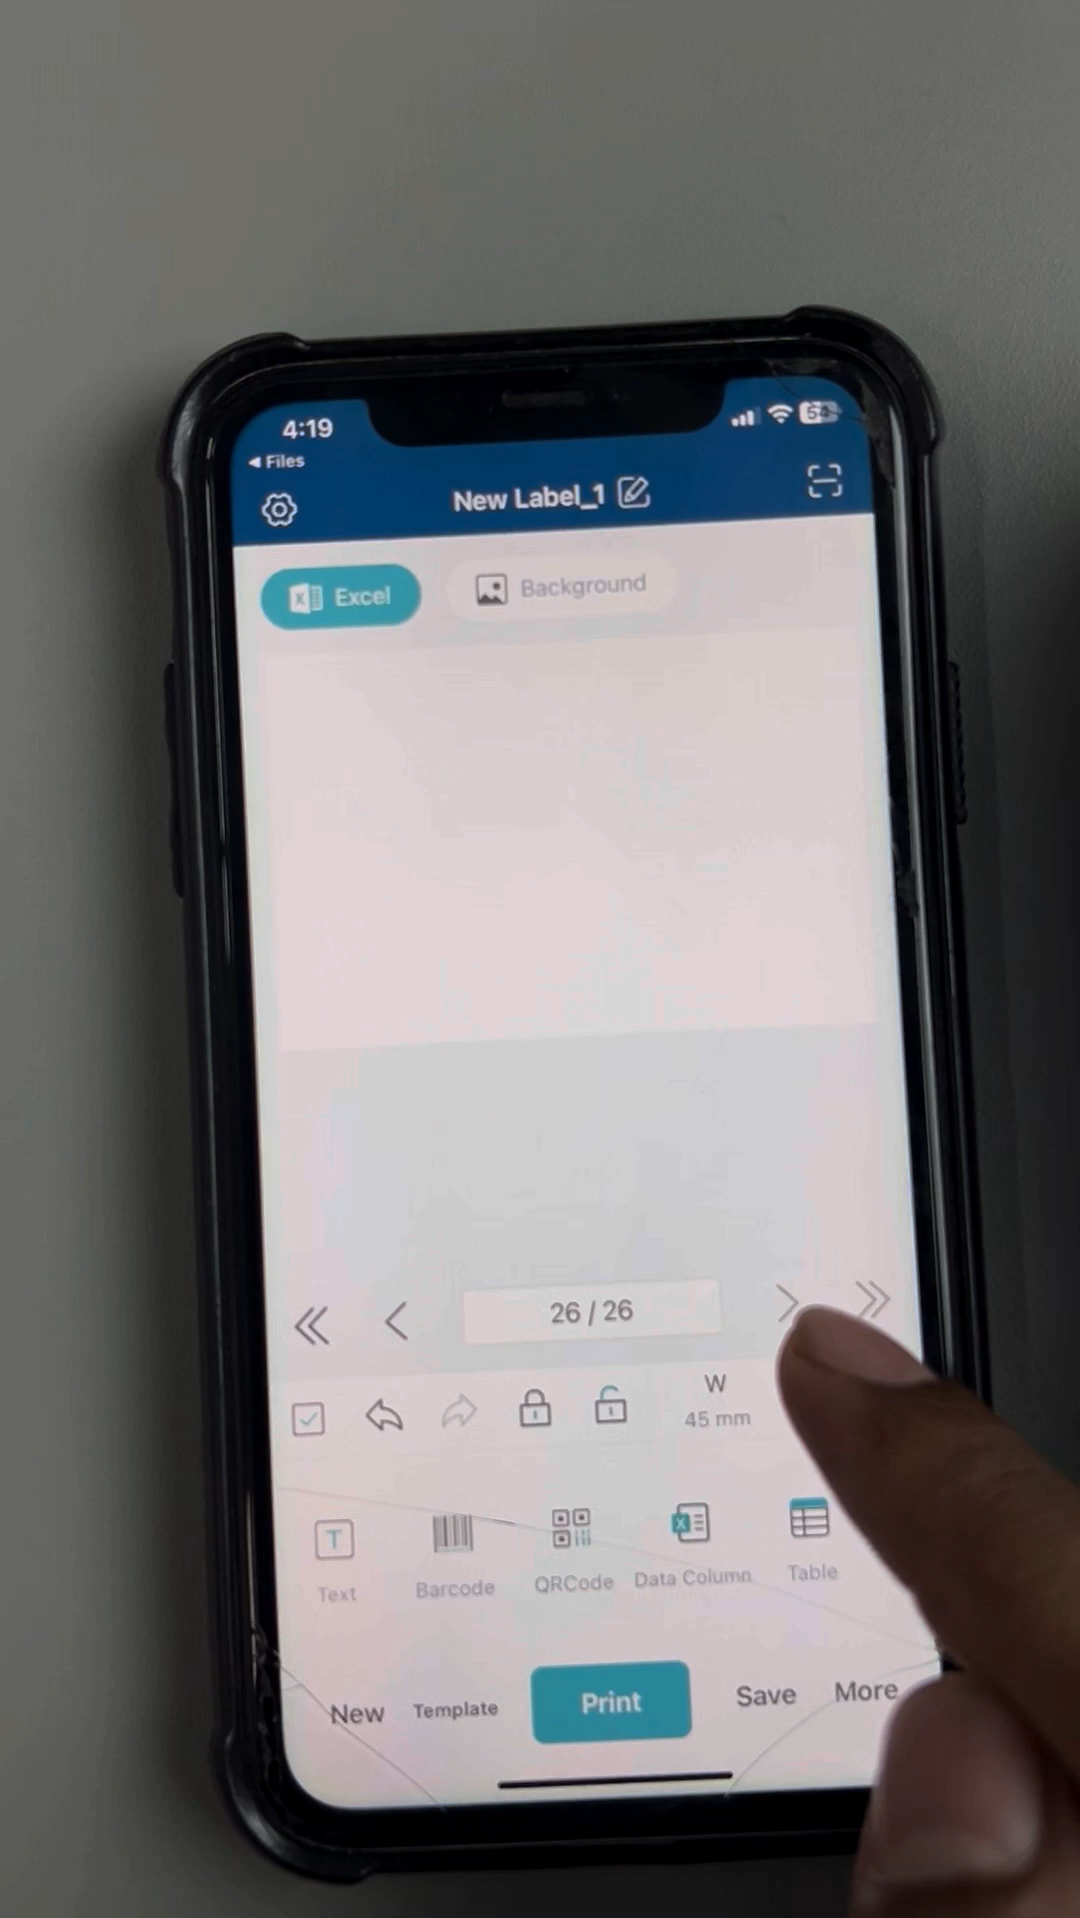 4:19
54
◀ Files
New Label_1
Excel
Background
26 / 26
W
45 mm
Text
Barcode
QRCode
Data Column
Table
New
Template
Print
Save
More